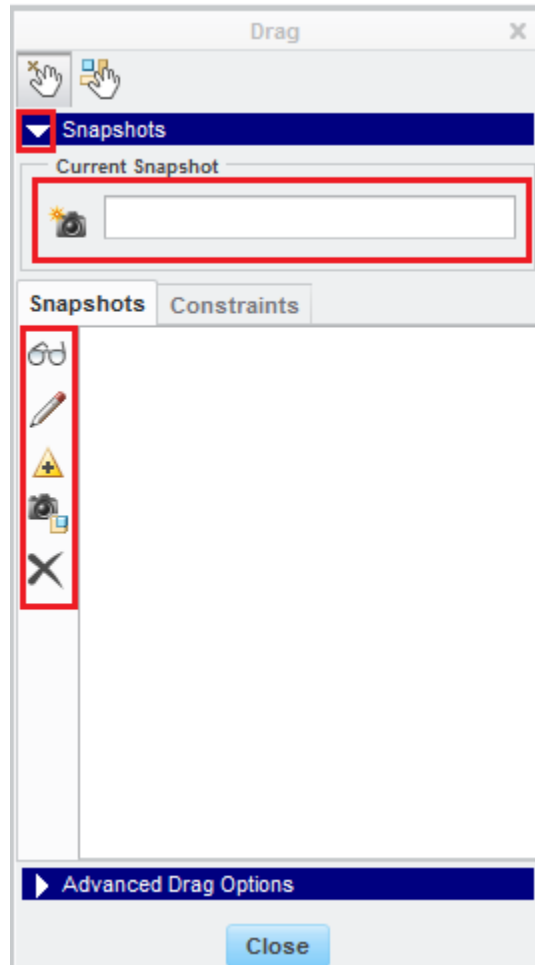 Drag
Snapshots
Current Snapshot
Snapshots Constraints
Advanced Drag Options
Close